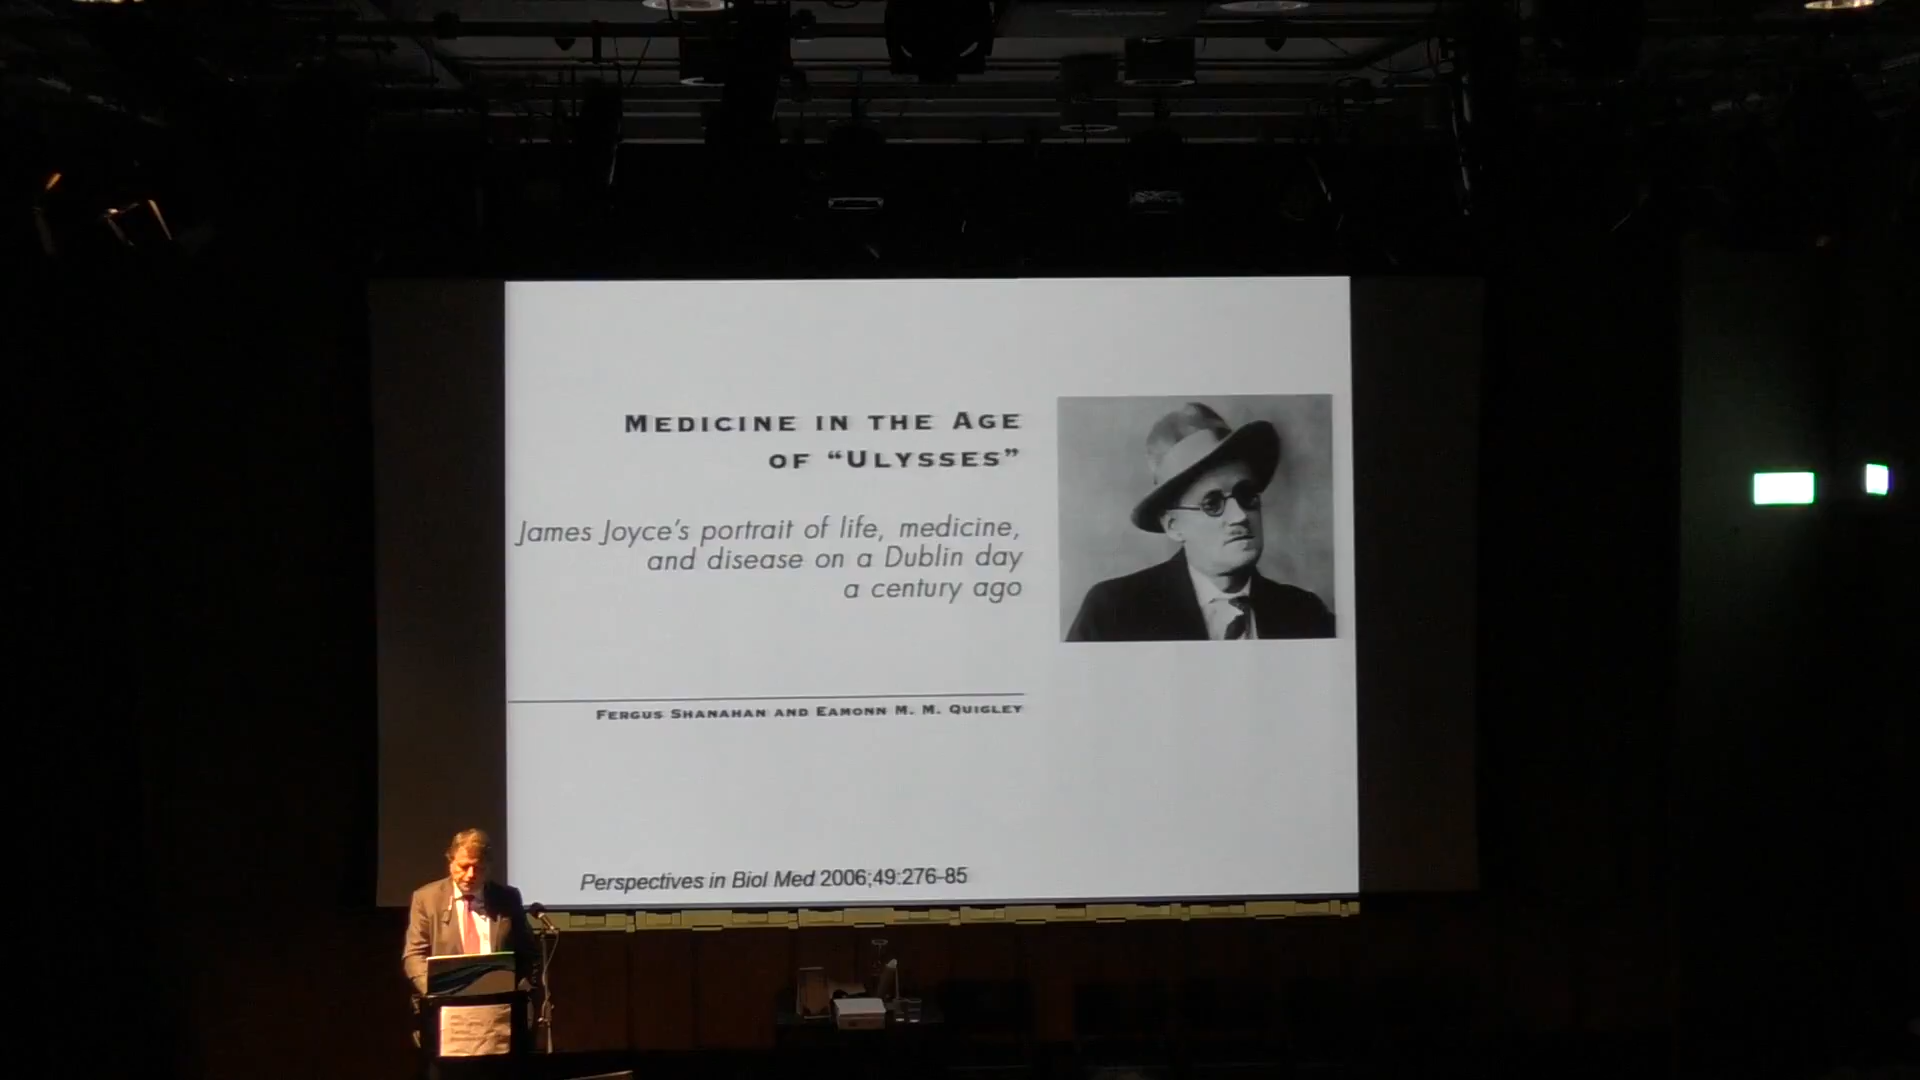 MEDICINE IN THE AGE
OF “ULYSSES”
James Joyce's portrait of life, medicine,
and disease on a Dublin day
a century ago
FERGUS SHANAHAN AND EAMONN M. M. QUIGLEY
Perspectives in Biol Med 2006;49:276-85